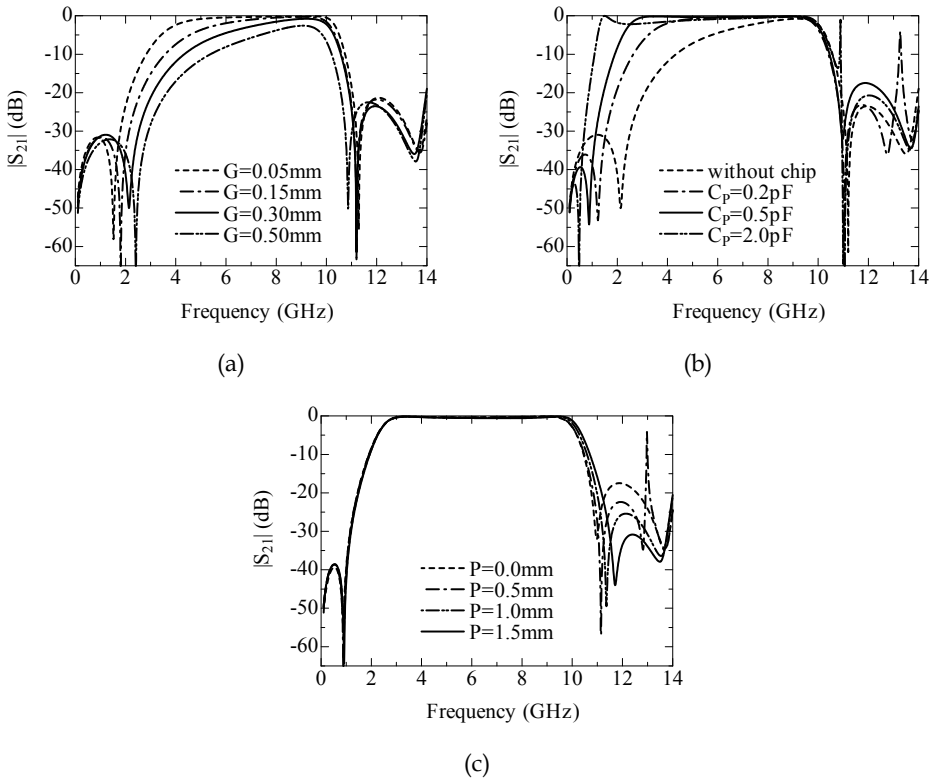 0
-10
-20
-30
-40
-50
-60
|S21| (dB)
G=0.05mm
G=0.15mm
G=0.30mm
G=0.50mm
0 2 4 6 8 10 12 14
Frequency (GHz)
(a)
0
-10
-20
-30
-40
-50
-60
|S21| (dB)
without chip
CP=0.2pF
CP=0.5pF
CP=2.0pF
0 2 4 6 8 10 12 14
Frequency (GHz)
(b)
0
-10
-20
-30
-40
-50
-60
|S21| (dB)
P=0.0mm
P=0.5mm
P=1.0mm
P=1.5mm
0 2 4 6 8 10 12 14
Frequency (GHz)
(c)